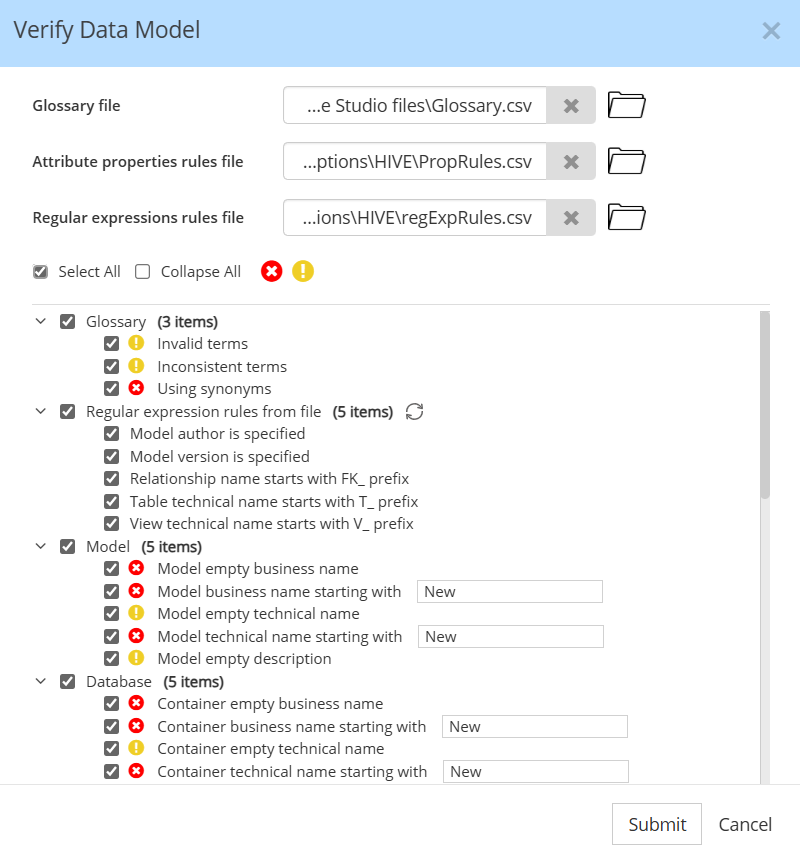 Verify Data Model
Glossary file
...e Studio files\Glossary.csv
Attribute properties rules file
...ptions\HIVE\PropRules.csv
Regular expressions rules file
...ions\HIVE\regExpRules.csv
Select All Collapse All
Glossary (3 items)
Invalid terms
Inconsistent terms
Using synonyms
Regular expression rules from file (5 items)
Model author is specified
Model version is specified
Relationship name starts with FK_ prefix
Table technical name starts with T_ prefix
View technical name starts with V_ prefix
Model (5 items)
Model empty business name
Model business name starting with New
Model empty technical name
Model technical name starting with New
Model empty description
Database (5 items)
Container empty business name
Container business name starting with New
Container empty technical name
Container technical name starting with New
Submit Cancel